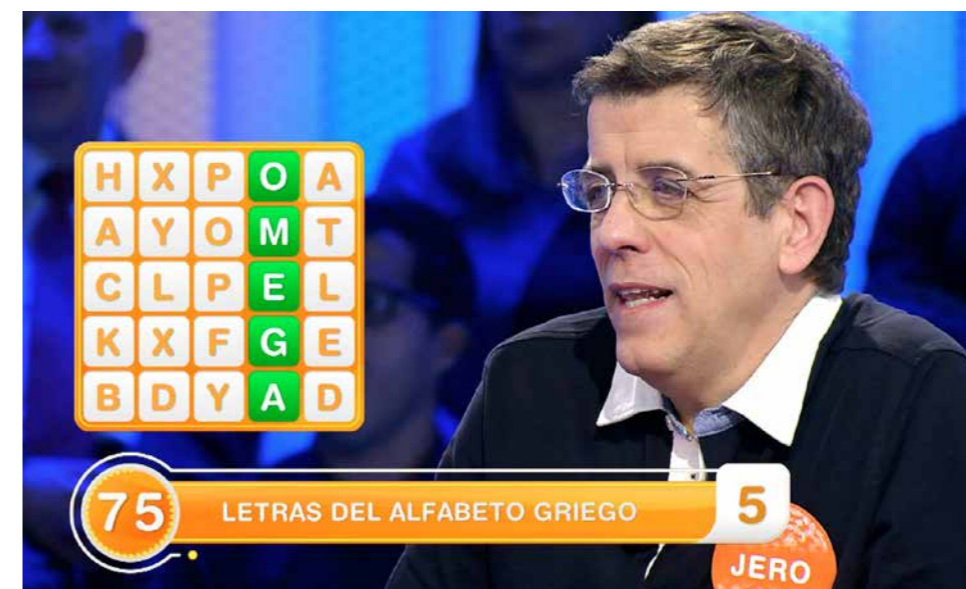 H X P O A
A Y O M T
C L P E L
K X F G E
B D Y A D
75 LETRAS DEL ALFABETO GRIEGO 5
JERO